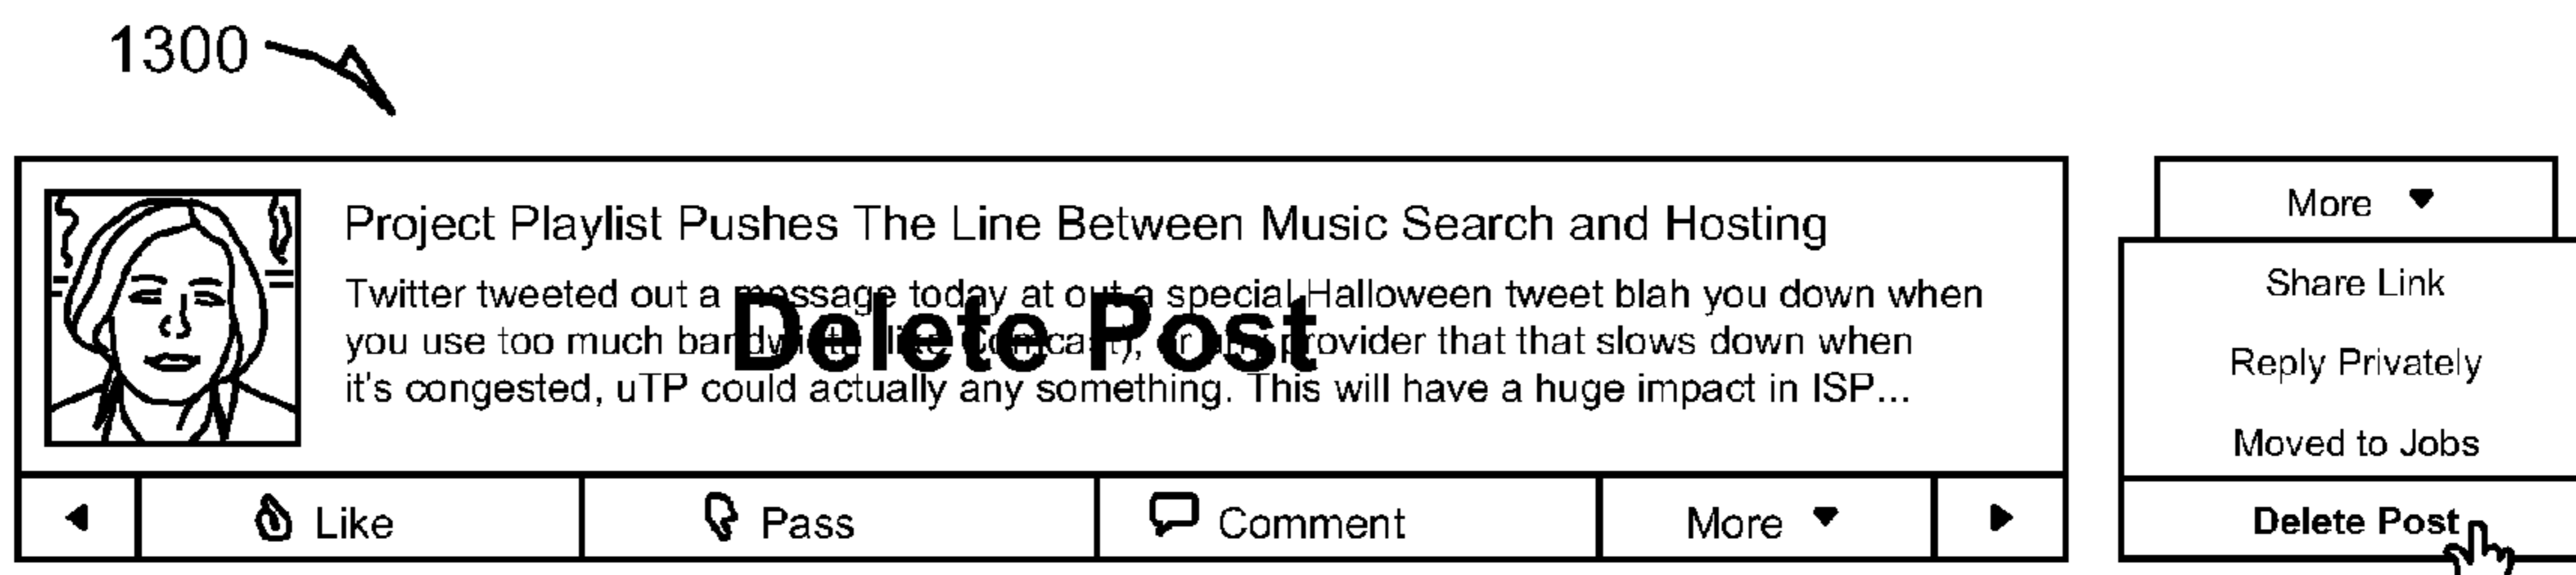 1300
Project Playlist Pushes The Line Between Music Search and Hosting
Twitter tweeted out a message today at out a special Halloween tweet blah you down when
you use too much provider that that slows down when
it's congested, uTP could actually any something. This will have a huge impact in ISP...
Delete Post
Like Pass Comment More
More
Share Link
Reply Privately
Moved to Jobs
Delete Post